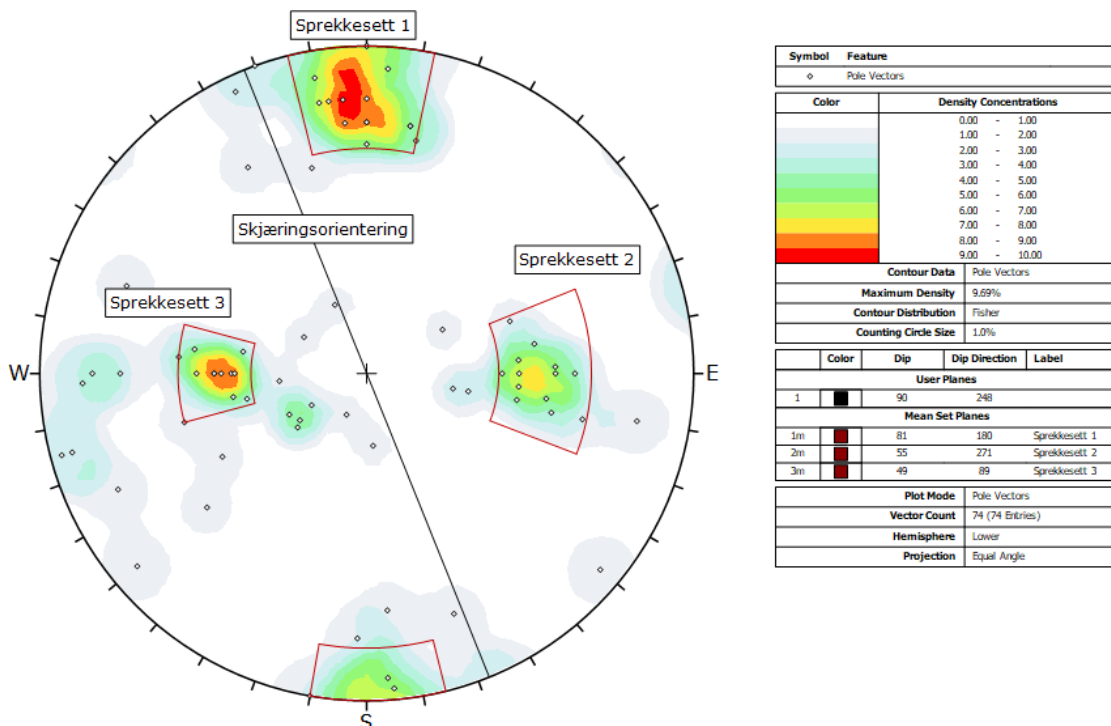 Sprekkesett 1
Skjæringsorientering
Sprekkesett 2
Sprekkesett 3
W
E
S
Symbol Feature
Pole Vectors
Color Density Concentrations
0.00 - 1.00
1.00 - 2.00
2.00 - 3.00
3.00 - 4.00
4.00 - 5.00
5.00 - 6.00
6.00 - 7.00
7.00 - 8.00
8.00 - 9.00
9.00 - 10.00
Contour Data Pole Vectors
Maximum Density 9.69%
Contour Distribution Fisher
Counting Circle Size 1.0%
Color Dip Dip Direction Label
User Planes
1 90 248
Mean Set Planes
1m 81 180 Sprekkesett 1
2m 55 271 Sprekkesett 2
3m 49 89 Sprekkesett 3
Plot Mode Pole Vectors
Vector Count 74 (74 Entries)
Hemisphere Lower
Projection Equal Angle